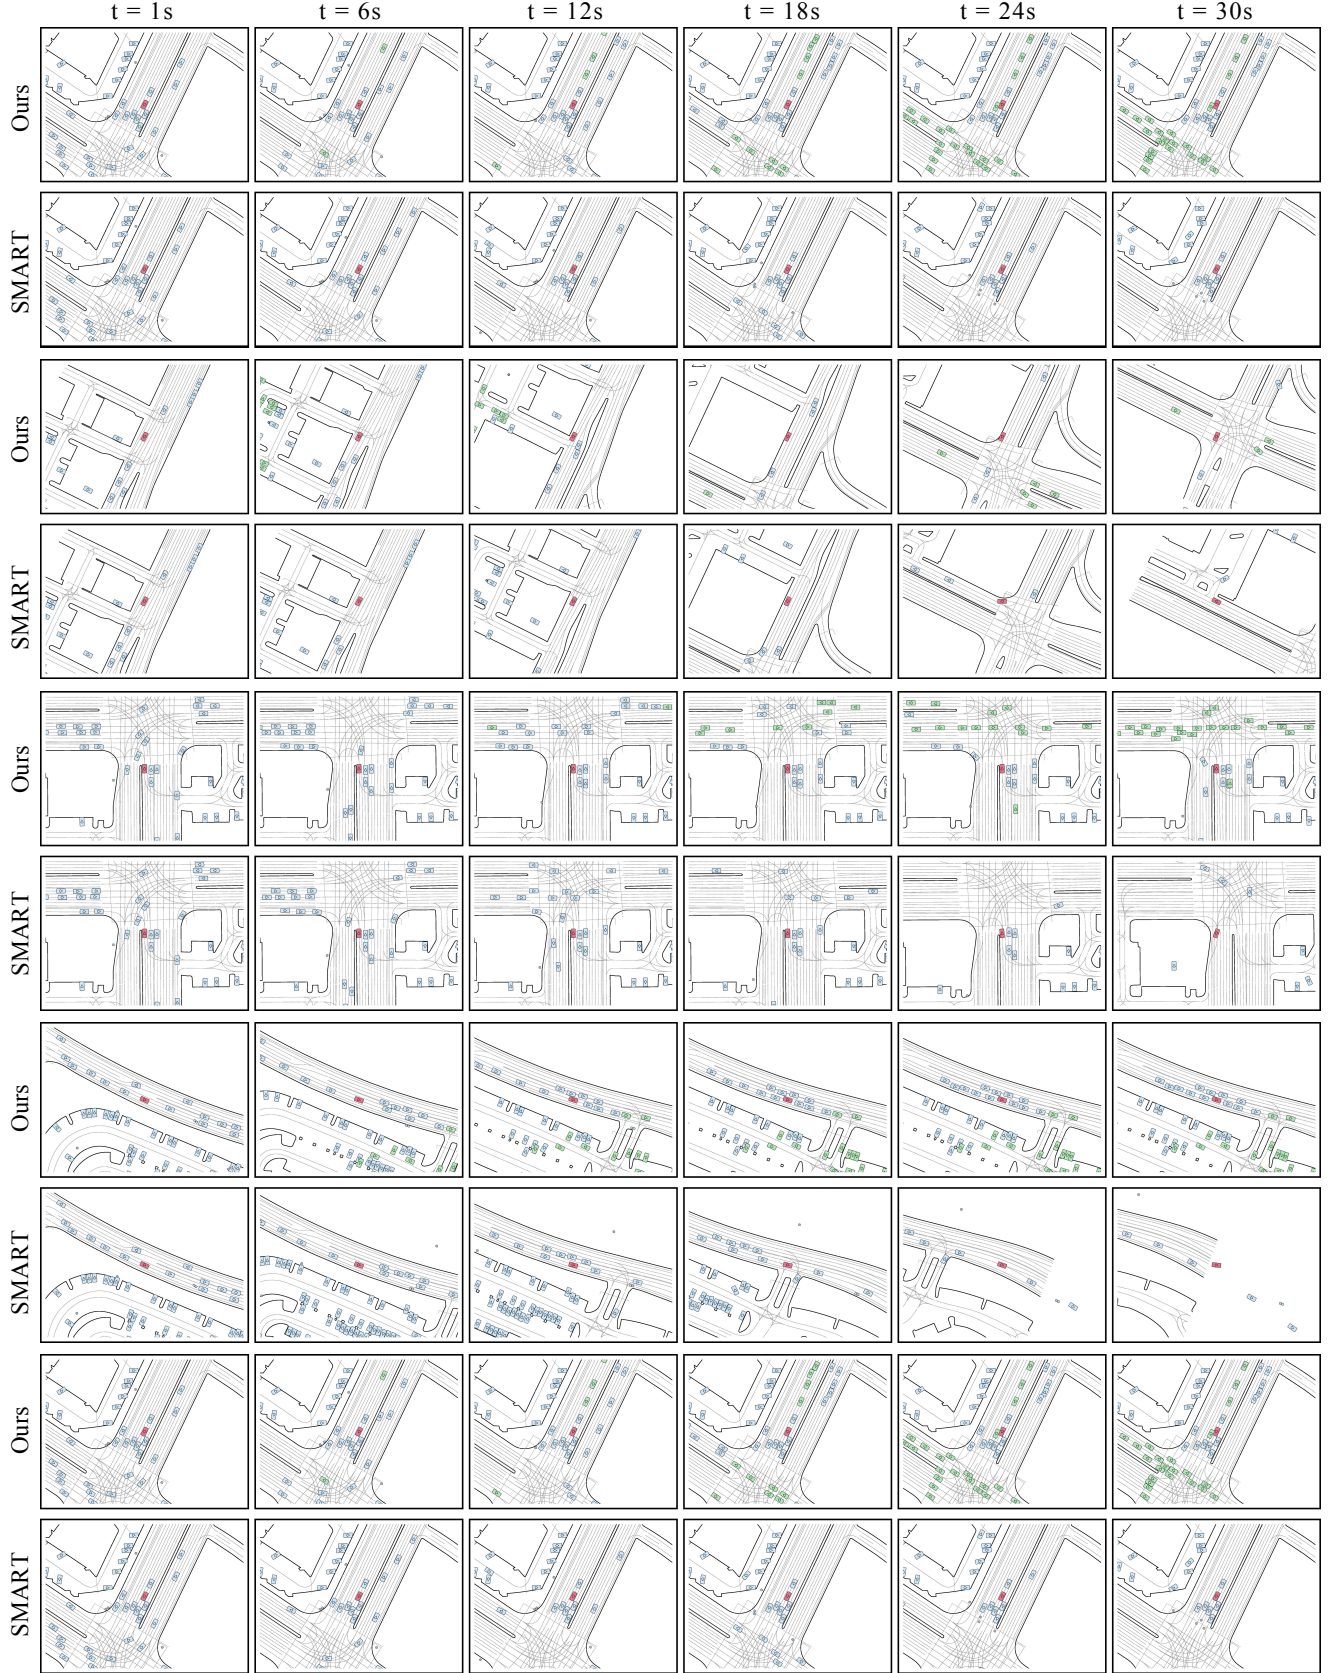 t = 1s t = 6s t = 12s t = 18s t = 24s t = 30s
Ours
SMART
Ours
SMART
Ours
SMART
Ours
SMART
Ours
SMART